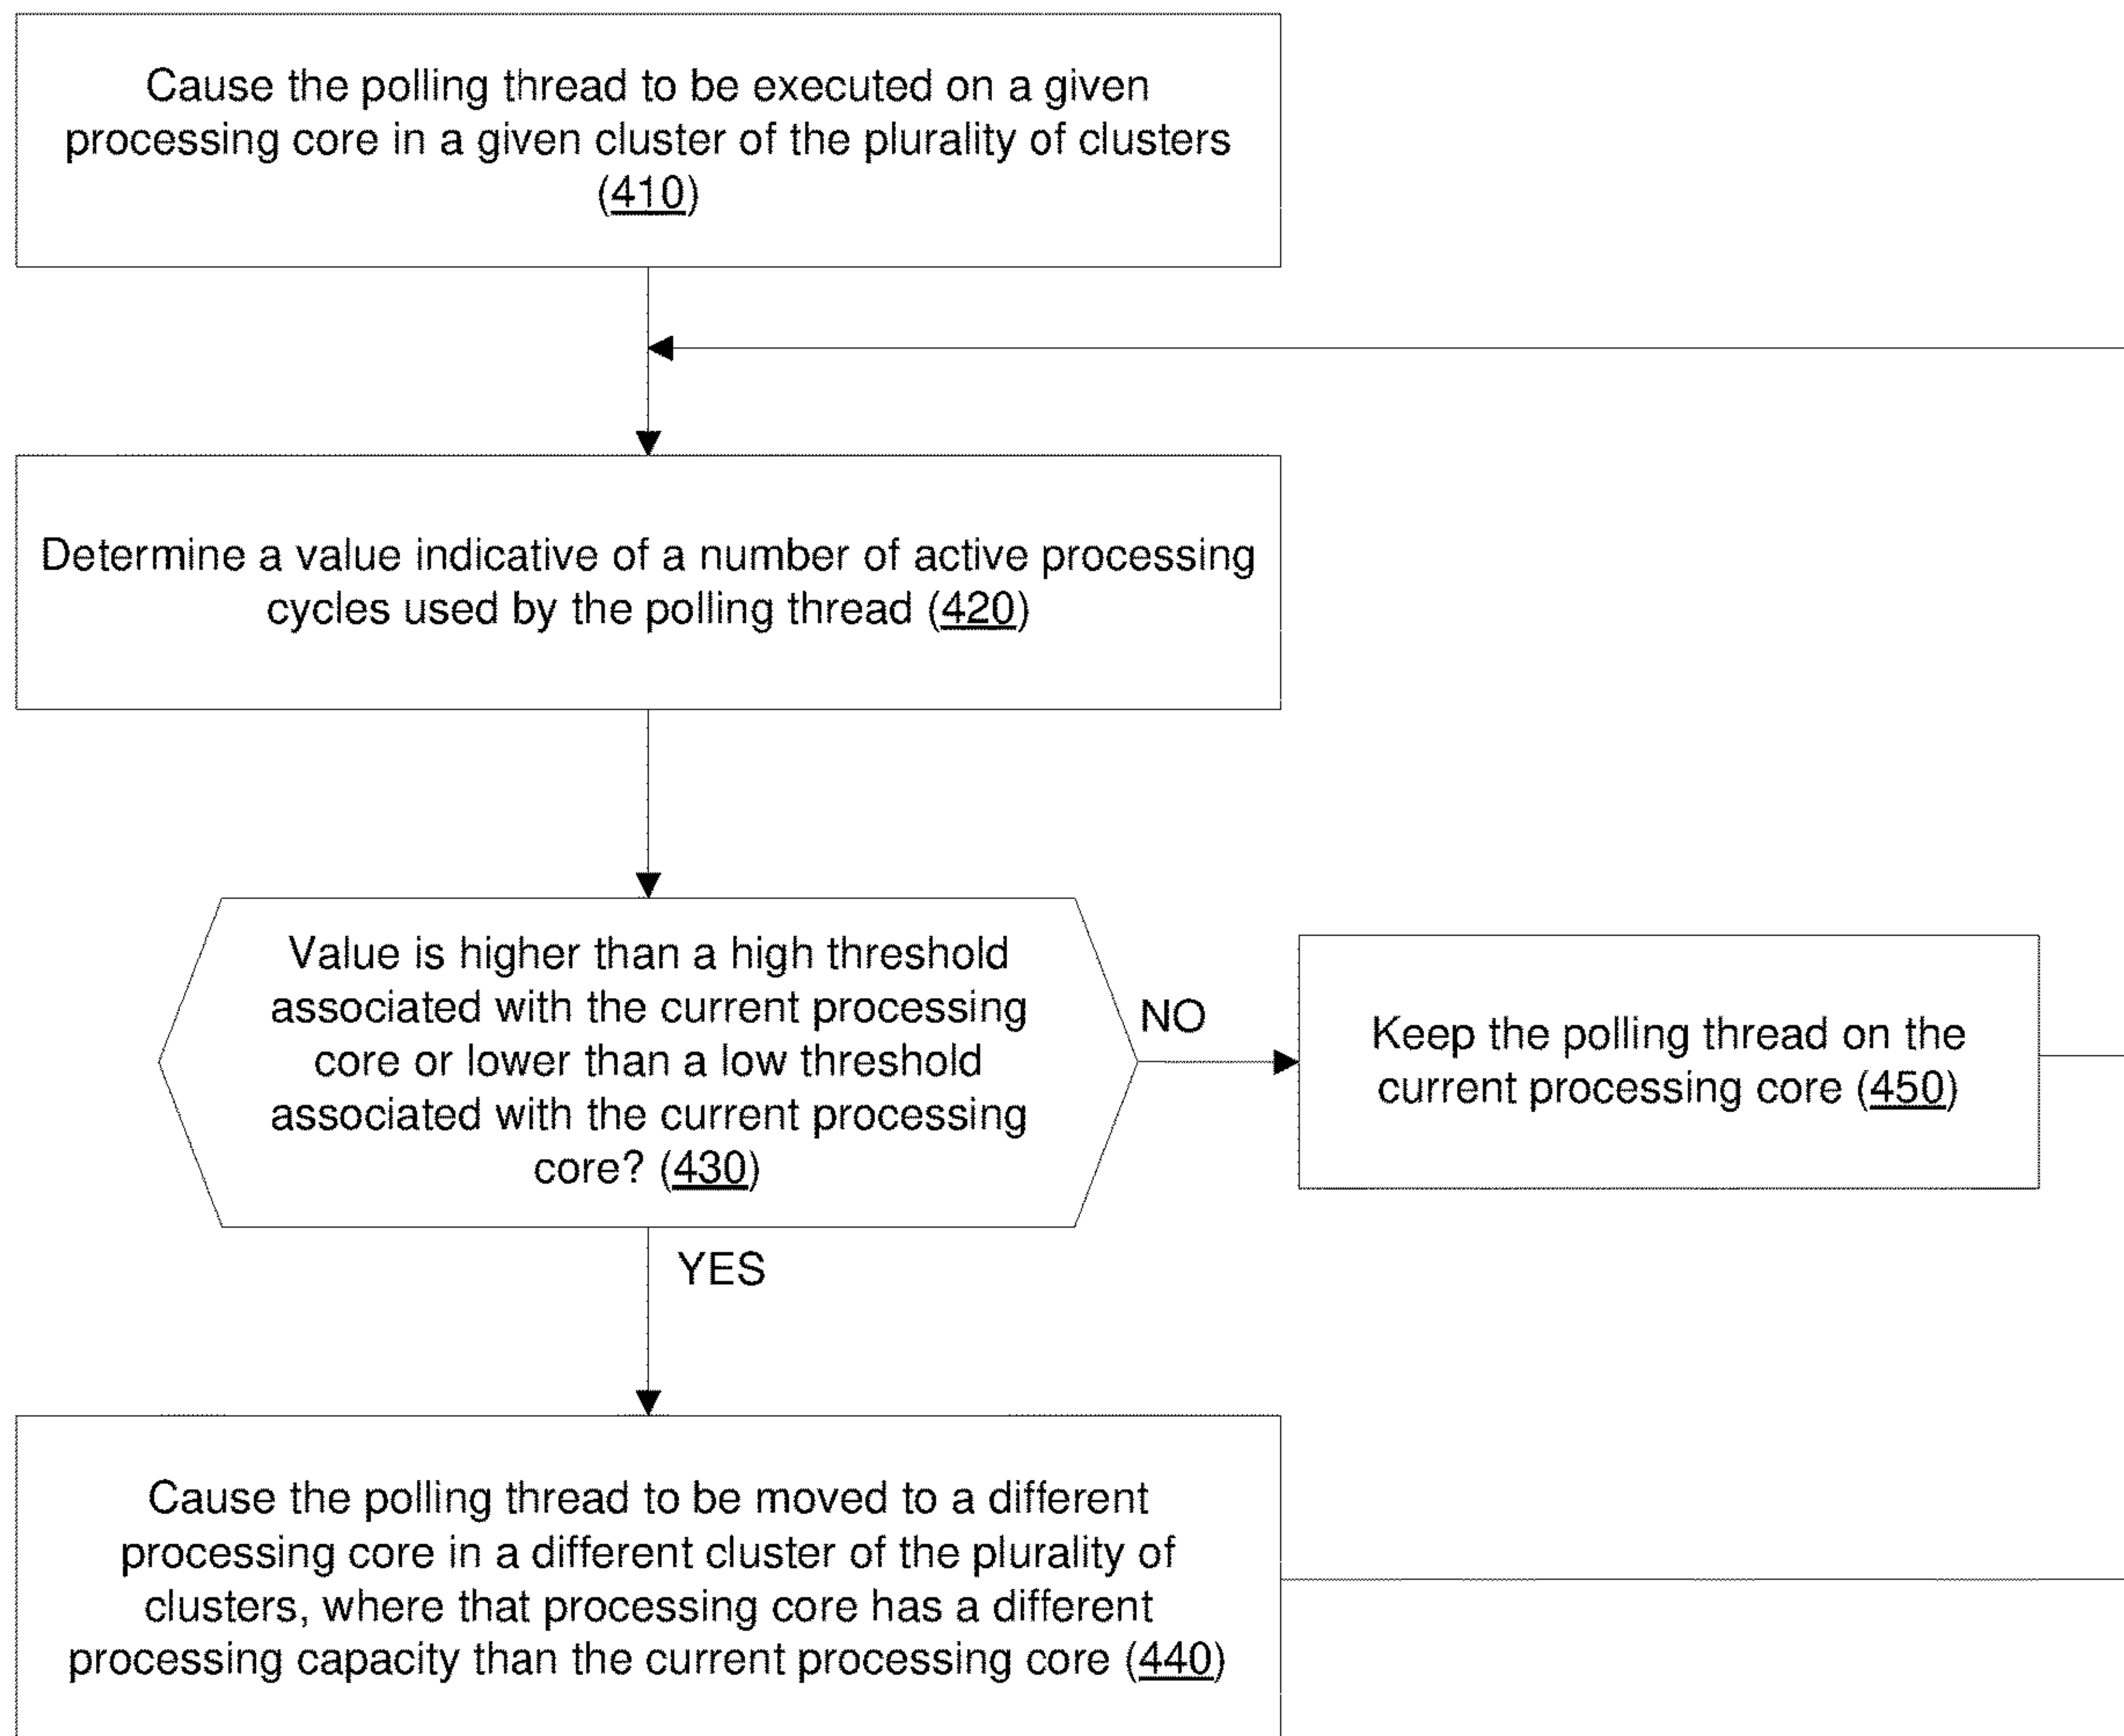 Cause the polling thread to be executed on a given
processing core in a given cluster of the plurality of clusters
(410)
Determine a value indicative of a number of active processing
cycles used by the polling thread (420)
Value is higher than a high threshold
associated with the current processing
core or lower than a low threshold
associated with the current processing
core? (430)
NO
Keep the polling thread on the
current processing core (450)
YES
Cause the polling thread to be moved to a different
processing core in a different cluster of the plurality of
clusters, where that processing core has a different
processing capacity than the current processing core (440)